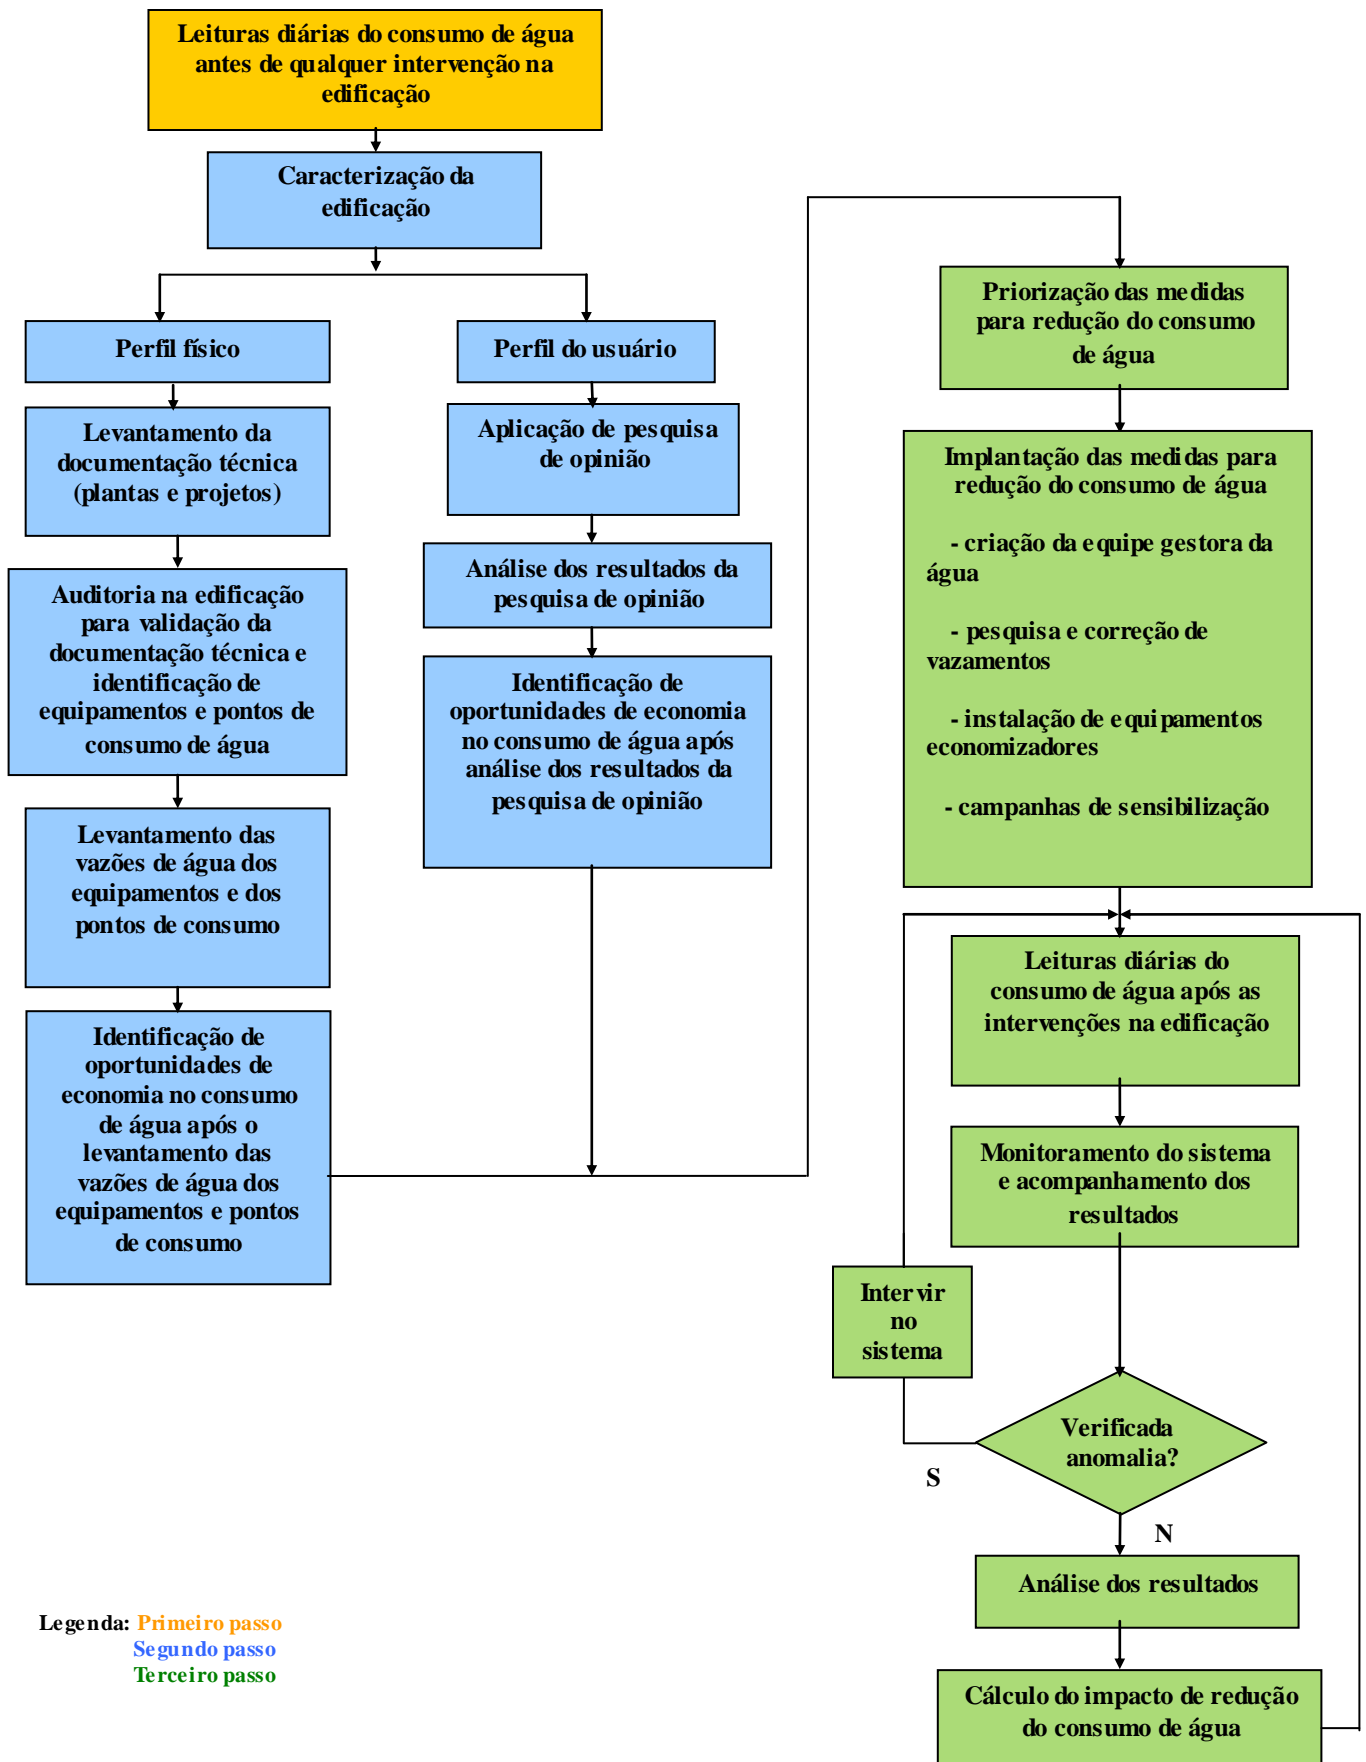 Leituras diárias do consumo de água
antes de qualquer intervenção na
edificação
Caracterização da
edificação
Perfil físico
Levantamento da
documentação técnica
(plantas e projetos)
Auditoria na edificação
para validação da
documentação técnica e
identificação de
equipamentos e pontos de
consumo de água
Levantamento das
vazões de água dos
equipamentos e dos
pontos de consumo
Identificação de
oportunidades de
economia no consumo
de água após o
levantamento das
vazões de água dos
equipamentos e pontos
de consumo
Perfil do usuário
Aplicação de pesquisa
de opinião
Análise dos resultados da
pesquisa de opinião
Identificação de
oportunidades de economia
no consumo de água após
análise dos resultados da
pesquisa de opinião
Priorização das medidas
para redução do consumo
de água
Implantação das medidas para
redução do consumo de água
- criação da equipe gestora da
água
- pesquisa e correção de
vazamentos
- instalação de equipamentos
economizadores
- campanhas de sensibilização
Leituras diárias do
consumo de água após as
intervenções na edificação
Monitoramento do sistema
e acompanhamento dos
resultados
Intervir
no
sistema
Verificada
anomalia?
S
N
Análise dos resultados
Cálculo do impacto de redução
do consumo de água
Legenda: Primeiro passo
Segundo passo
Terceiro passo